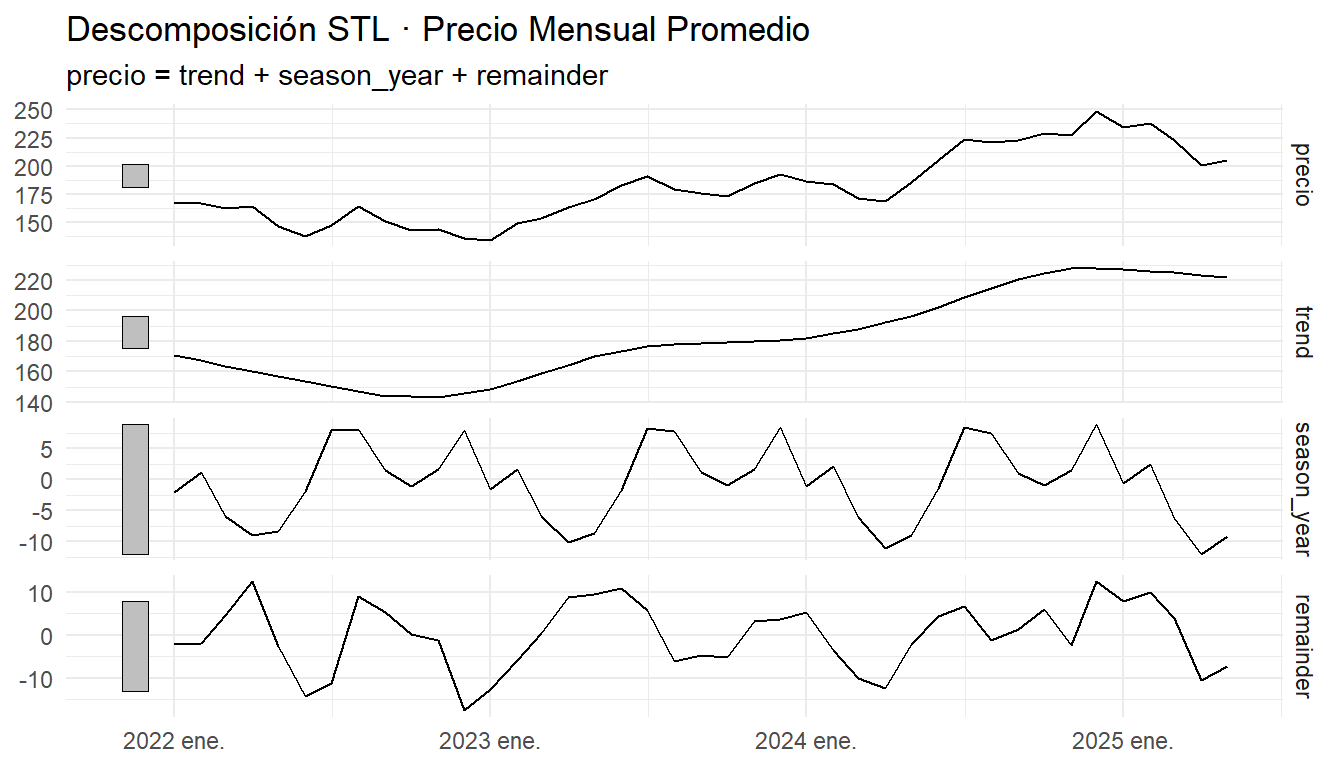 Descomposición STL · Precio Mensual Promedio
precio = trend + season_year + remainder
250
225
200
175
150
precio
220
200
180
160
140
trend
5
0
-5
-10
season_year
10
0
-10
remainder
2022 ene.
2023 ene.
2024 ene.
2025 ene.